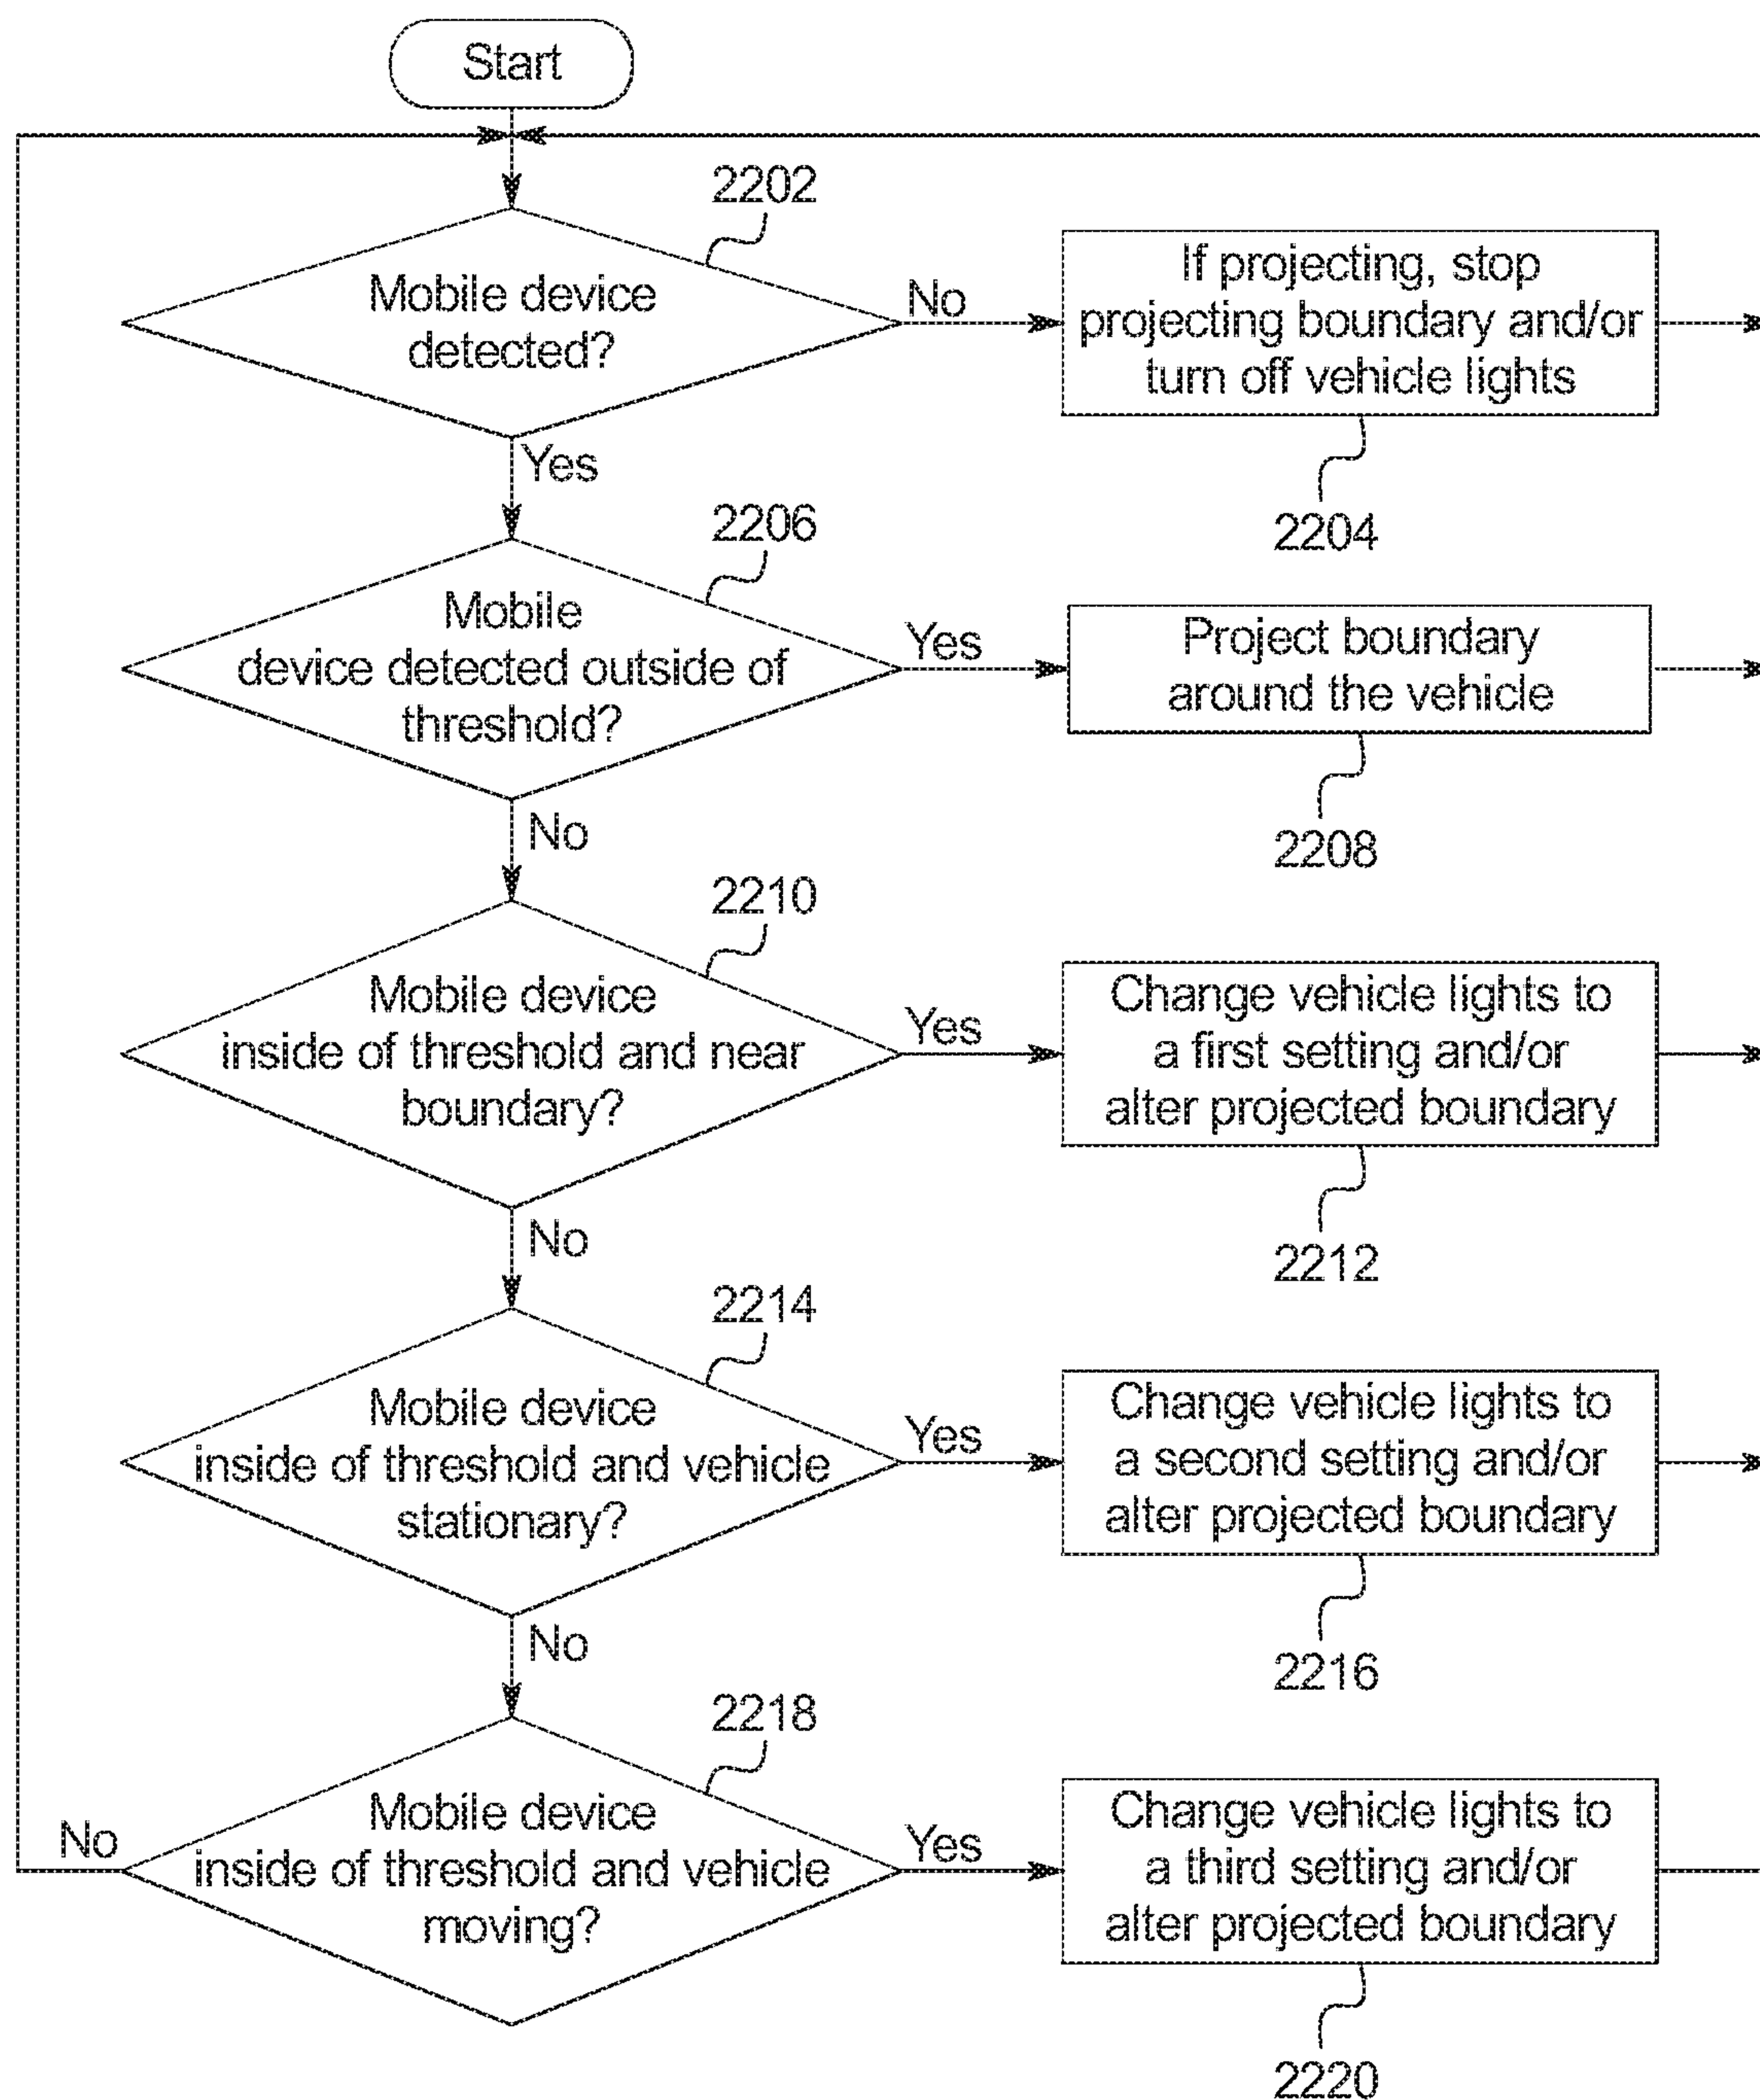 Start
2202
Mobile device
detected?
No
If projecting, stop
projecting boundary and/or
turn off vehicle lights
2204
Yes
2206
Mobile
device detected outside of
threshold?
Yes
Project boundary
around the vehicle
2208
No
2210
Mobile device
inside of threshold and near
boundary?
Yes
Change vehicle lights to
a first setting and/or
alter projected boundary
2212
No
2214
Mobile device
inside of threshold and vehicle
stationary?
Yes
Change vehicle lights to
a second setting and/or
alter projected boundary
2216
No
2218
Mobile device
inside of threshold and vehicle
moving?
No
Yes
Change vehicle lights to
a third setting and/or
alter projected boundary
2220